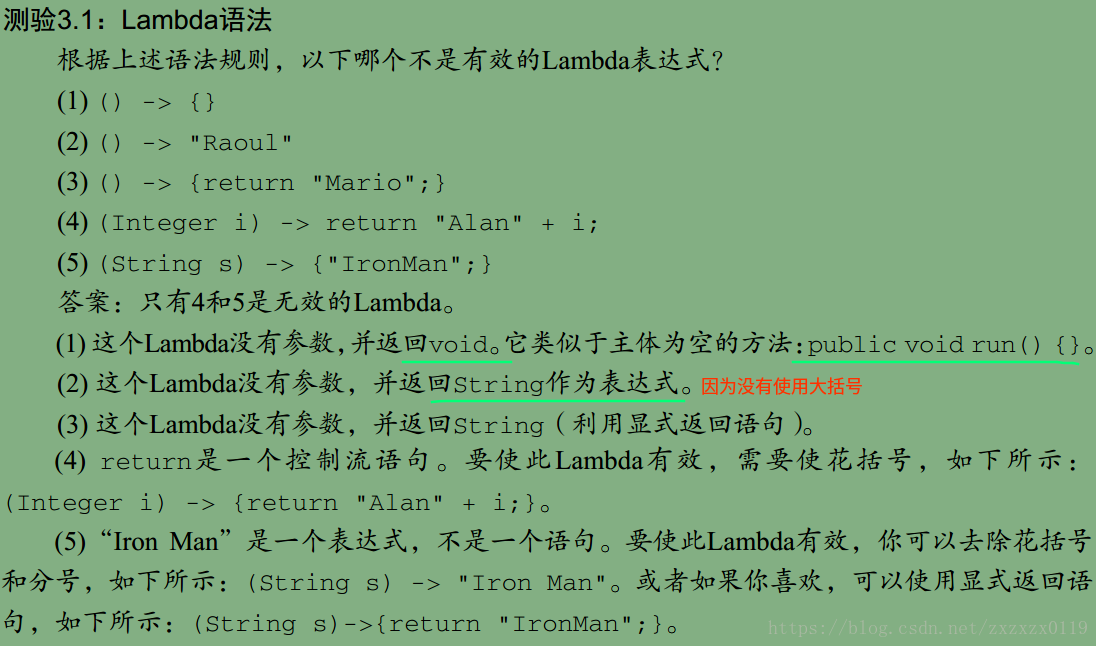 测验3.1：Lambda语法
根据上述语法规则，以下哪个不是有效的Lambda表达式？
(1) () -> {}
(2) () -> "Raoul"
(3) () -> {return "Mario";}
(4) (Integer i) -> return "Alan" + i;
(5) (String s) -> {"IronMan";}
答案：只有4和5是无效的Lambda。
(1) 这个Lambda没有参数，并返回void。它类似于主体为空的方法：public void run() {}。
(2) 这个Lambda没有参数，并返回String作为表达式。因为没有使用大括号
(3) 这个Lambda没有参数，并返回String（利用显式返回语句）。
(4) return是一个控制流语句。要使此Lambda有效，需要使花括号，如下所示：
(Integer i) -> {return "Alan" + i;}。
(5)“Iron Man”是一个表达式，不是一个语句。要使此Lambda有效，你可以去除花括号
和分号，如下所示：(String s) -> "Iron Man"。或者如果你喜欢，可以使用显式返回语
句，如下所示：(String s)->{return "IronMan";}。
https://blog.csdn.net/zxzxzx0119